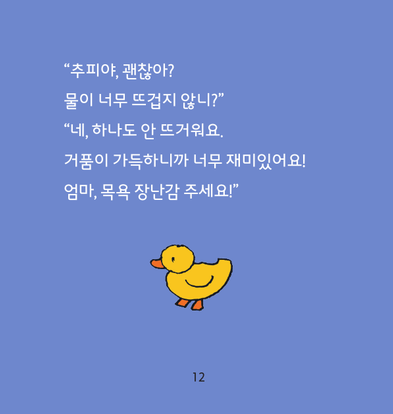 “추피야, 괜찮아?
물이 너무 뜨겁지 않니?”
“네, 하나도 안 뜨거워요.
거품이 가득하니까 너무 재미있어요!
엄마, 목욕 장난감 주세요!”
12